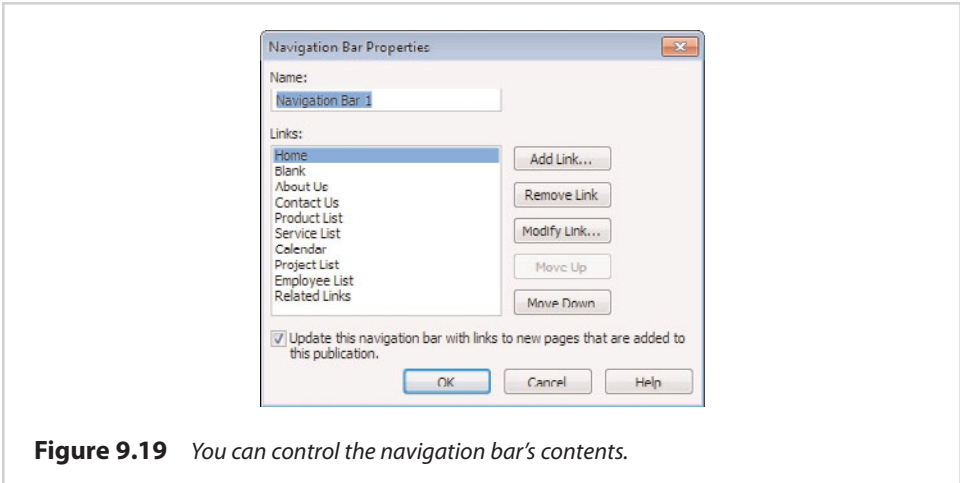 Navigation Bar Properties
Name:
Navigation Bar 1
Links:
Home
Blank
About Us
Contact Us
Product List
Service List
Calendar
Project List
Employee List
Related Links
Add Link...
Remove Link
Modify Link...
Move Up
Move Down
Update this navigation bar with links to new pages that are added to
this publication.
OK
Cancel
Help
Figure 9.19 You can control the navigation bar's contents.